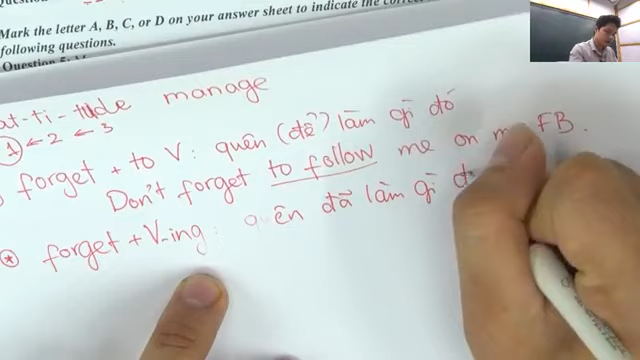 Mark the letter A, B, C, or D on your answer sheet to indicate the correct
following questions.
Question 5:
at-ti-tude manage
1 ← 2 ← 3
forget + to V: quên (để) làm gì đó
Don't forget to follow me on FB.
* forget + V-ing: quên đã làm gì đ